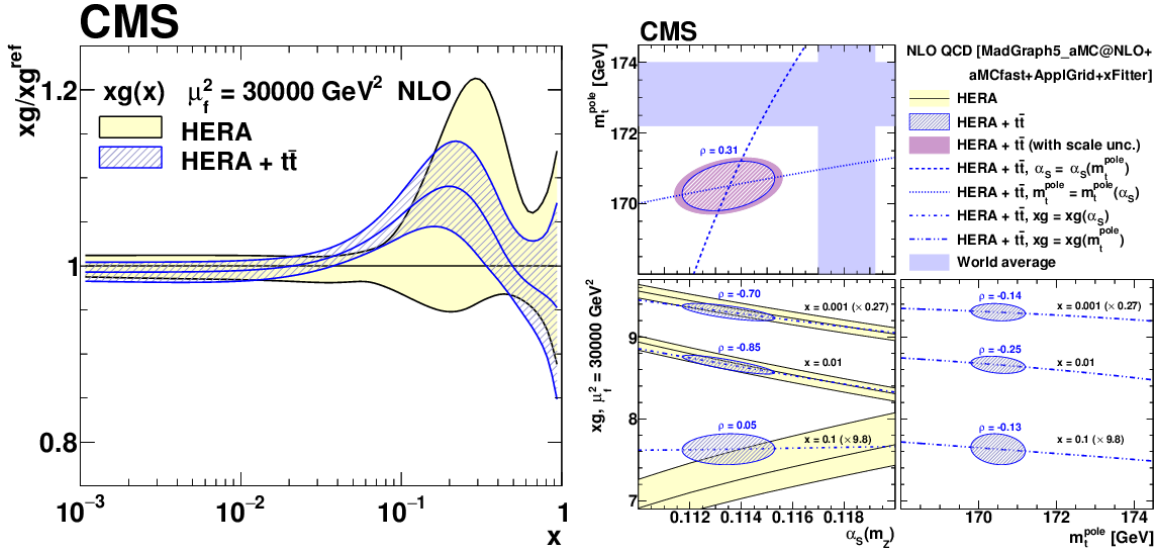 CMS
xg/xg^ref
xg(x) μ_f^2 = 30000 GeV^2 NLO
HERA
HERA + tt̄
1.2
1
0.8
10^−3 10^−2 10^−1 1
x
CMS
m_t^pole [GeV]
174
172
170
ρ = 0.31
NLO QCD [MadGraph5_aMC@NLO+
aMCfast+ApplGrid+xFitter]
HERA
HERA + tt̄
HERA + tt̄ (with scale unc.)
HERA + tt̄, α_S = α_S(m_t^pole)
HERA + tt̄, m_t^pole = m_t^pole(α_S)
HERA + tt̄, xg = xg(α_S)
HERA + tt̄, xg = xg(m_t^pole)
World average
xg, μ_f^2 = 30000 GeV^2
9
8
7
ρ = -0.70
x = 0.001 (× 0.27)
ρ = -0.85
x = 0.01
ρ = 0.05
x = 0.1 (× 9.8)
0.112 0.114 0.116 0.118
α_S(m_Z)
ρ = -0.14
x = 0.001 (× 0.27)
ρ = -0.25
x = 0.01
ρ = -0.13
x = 0.1 (× 9.8)
170 172 174
m_t^pole [GeV]